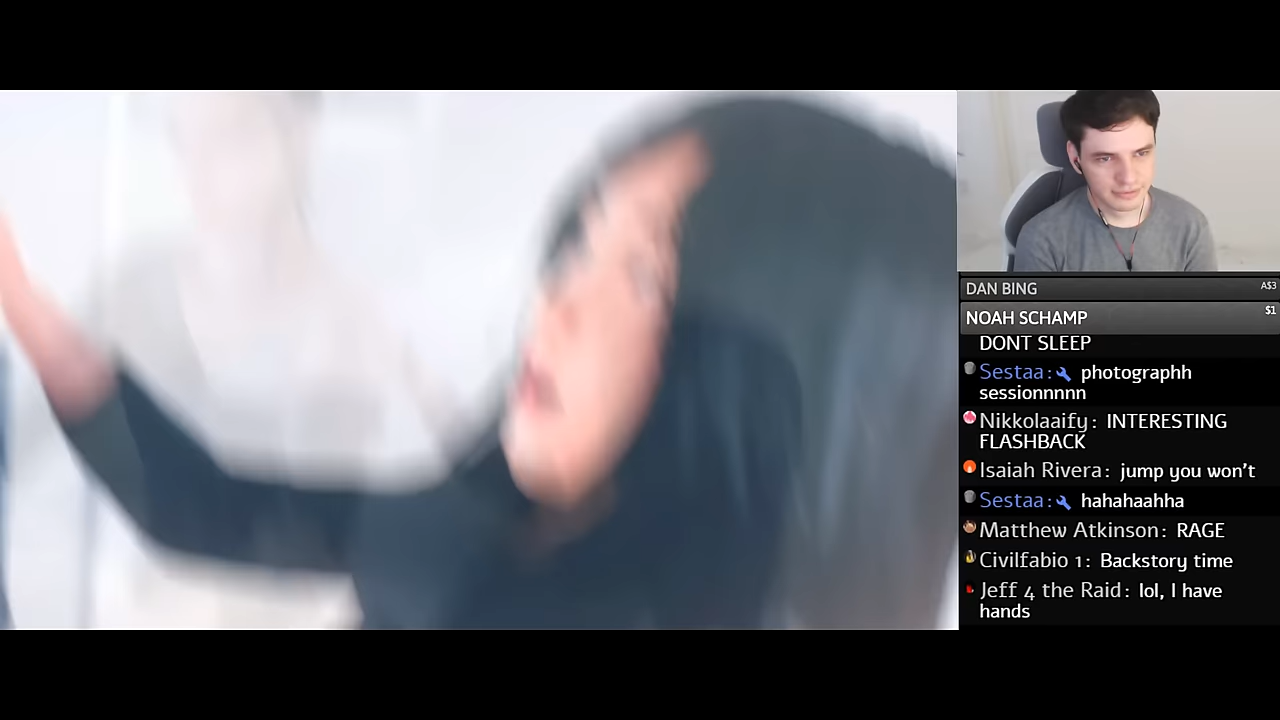 DAN BING
A$3
NOAH SCHAMP
$1
DONT SLEEP
Sestaa: photographh
sessionnnnn
Nikkolaaify: INTERESTING
FLASHBACK
Isaiah Rivera: jump you won't
Sestaa: hahahaahha
Matthew Atkinson: RAGE
Civilfabio 1: Backstory time
Jeff 4 the Raid: lol, I have
hands